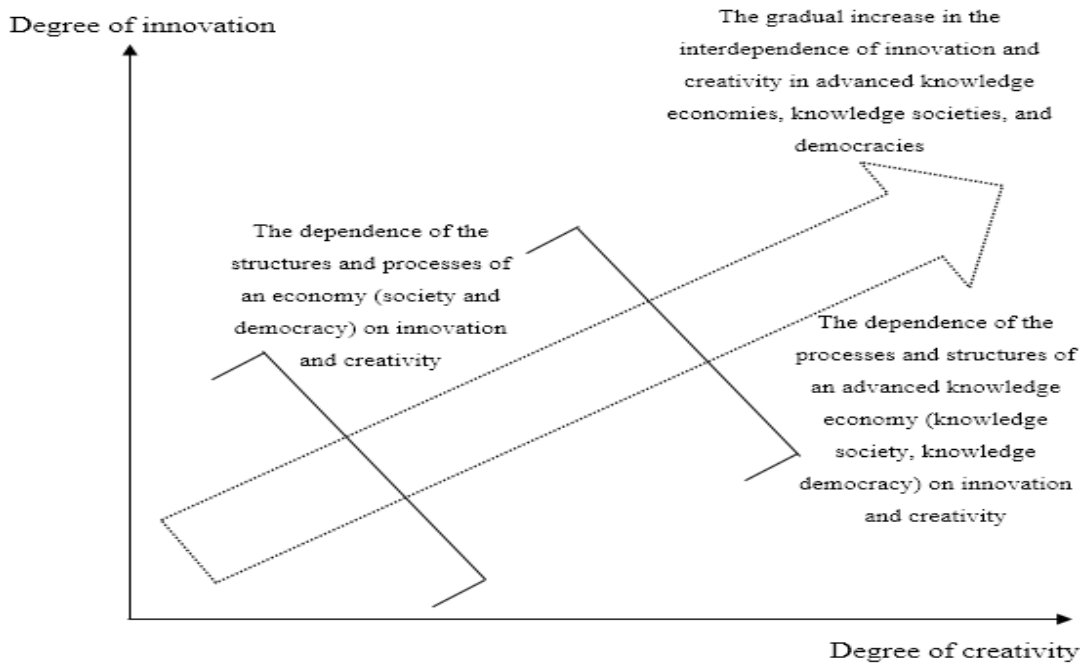 Degree of innovation
The gradual increase in the
interdependence of innovation and
creativity in advanced knowledge
economies, knowledge societies, and
democracies
The dependence of the
structures and processes of
an economy (society and
democracy) on innovation
and creativity
The dependence of the
processes and structures of
an advanced knowledge
economy (knowledge
society, knowledge
democracy) on innovation
and creativity
Degree of creativity